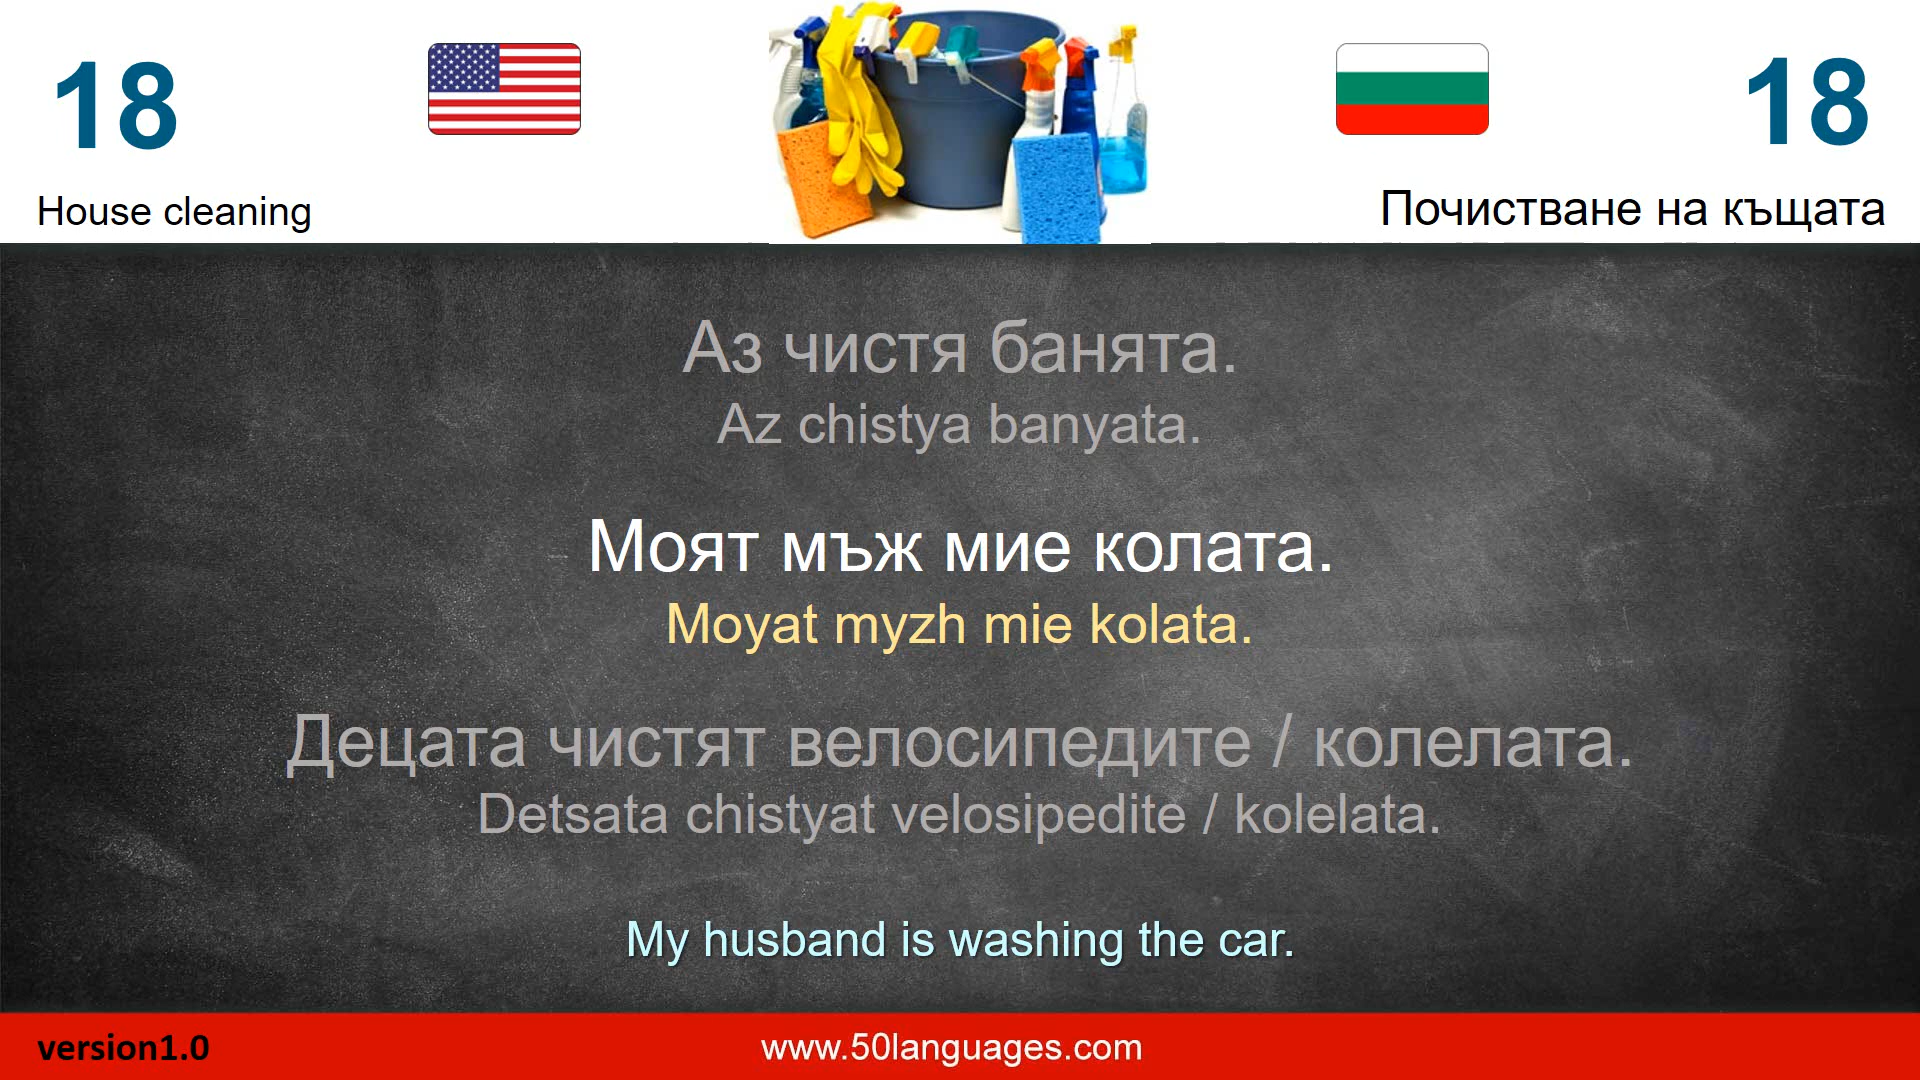 18
18
House cleaning
Почистване на къщата
Аз чистя банята.
Az chistya banyata.
Моят мъж мие колата.
Moyat myzh mie kolata.
Децата чистят велосипедите / колелата.
Detsata chistyat velosipedite / kolelata.
My husband is washing the car.
version1.0
www.50languages.com